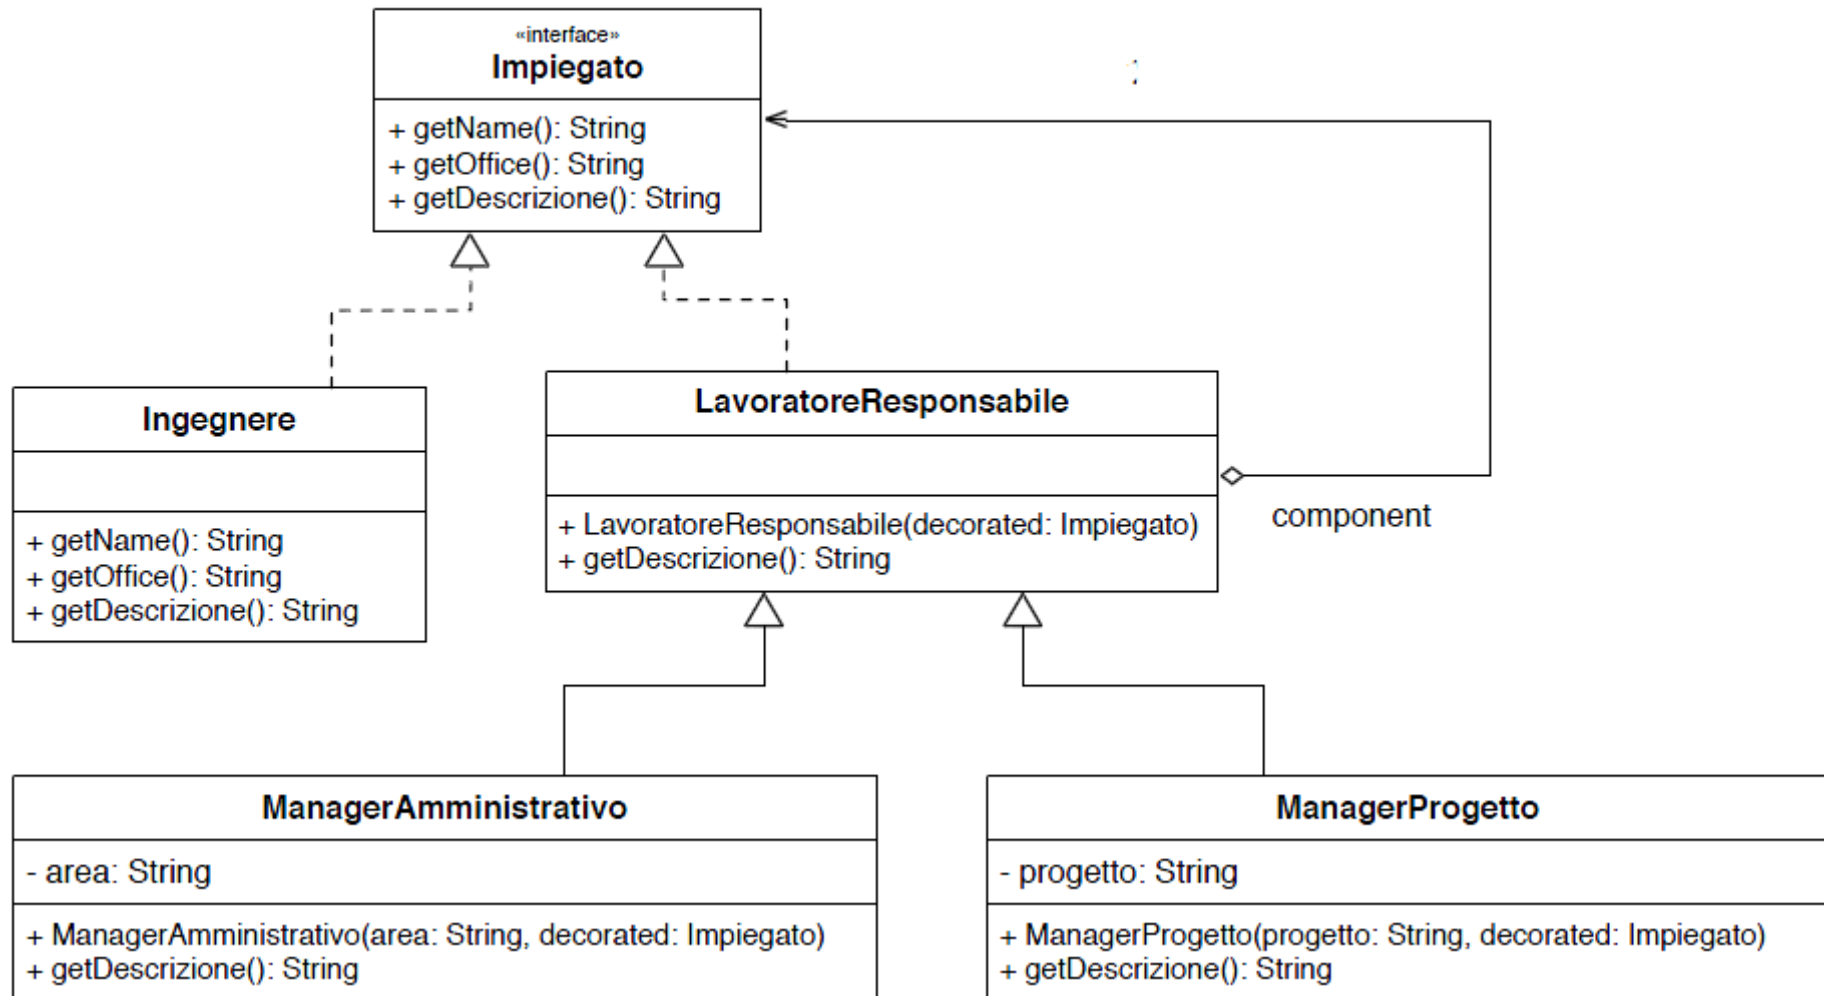 «interface»
Impiegato
+ getName(): String
+ getOffice(): String
+ getDescrizione(): String
Ingegnere
+ getName(): String
+ getOffice(): String
+ getDescrizione(): String
LavoratoreResponsabile
+ LavoratoreResponsabile(decorated: Impiegato)
+ getDescrizione(): String
component
ManagerAmministrativo
- area: String
+ ManagerAmministrativo(area: String, decorated: Impiegato)
+ getDescrizione(): String
ManagerProgetto
- progetto: String
+ ManagerProgetto(progetto: String, decorated: Impiegato)
+ getDescrizione(): String